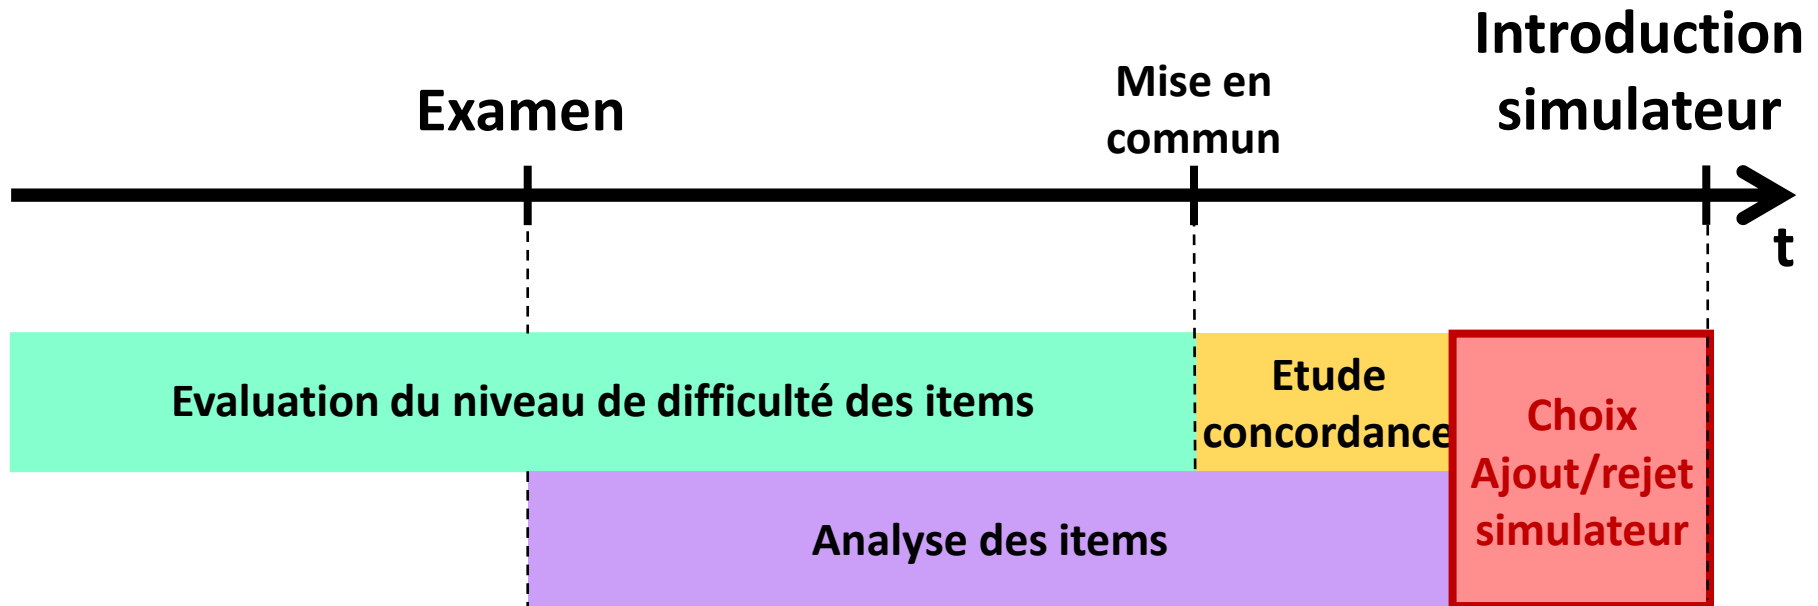 Introduction
simulateur
Mise en
commun
Examen
t
Evaluation du niveau de difficulté des items
Etude
concordance
Choix
Ajout/rejet
simulateur
Analyse des items